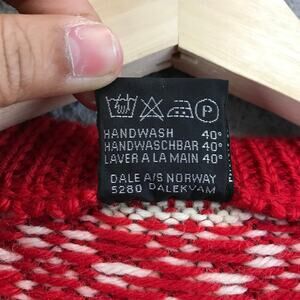 P
HANDWASH 40°
HANDWASCHBAR 40°
LAVER A LA MAIN 40°
DALE A/S NORWAY
5280 DALEKVAM